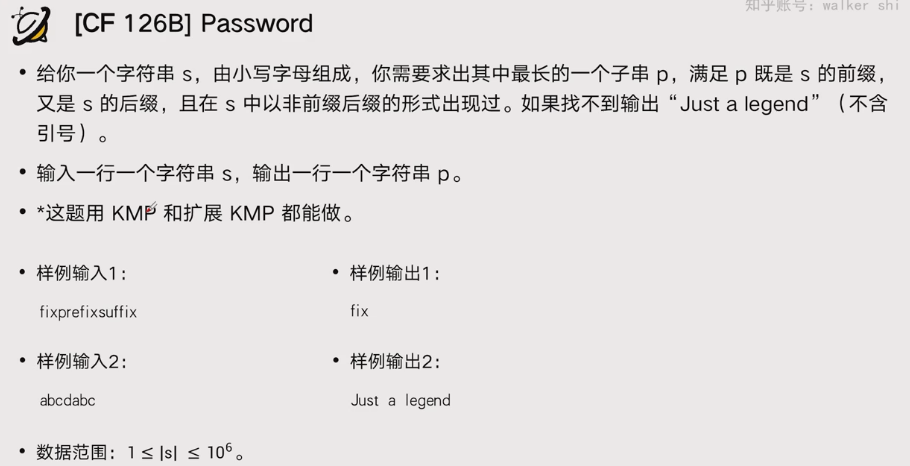 知乎账号：walker shi
[CF 126B] Password
• 给你一个字符串 s，由小写字母组成，你需要求出其中最长的一个子串 p，满足 p 既是 s 的前缀，
又是 s 的后缀，且在 s 中以非前缀后缀的形式出现过。如果找不到输出“Just a legend”（不含
引号）。
• 输入一行一个字符串 s，输出一行一个字符串 p。
• *这题用 KMP 和扩展 KMP 都能做。
• 样例输入1： • 样例输出1：
fixprefixsuffix fix
• 样例输入2： • 样例输出2：
abcdabc Just a legend
• 数据范围：1 ≤ |s| ≤ 10⁶。